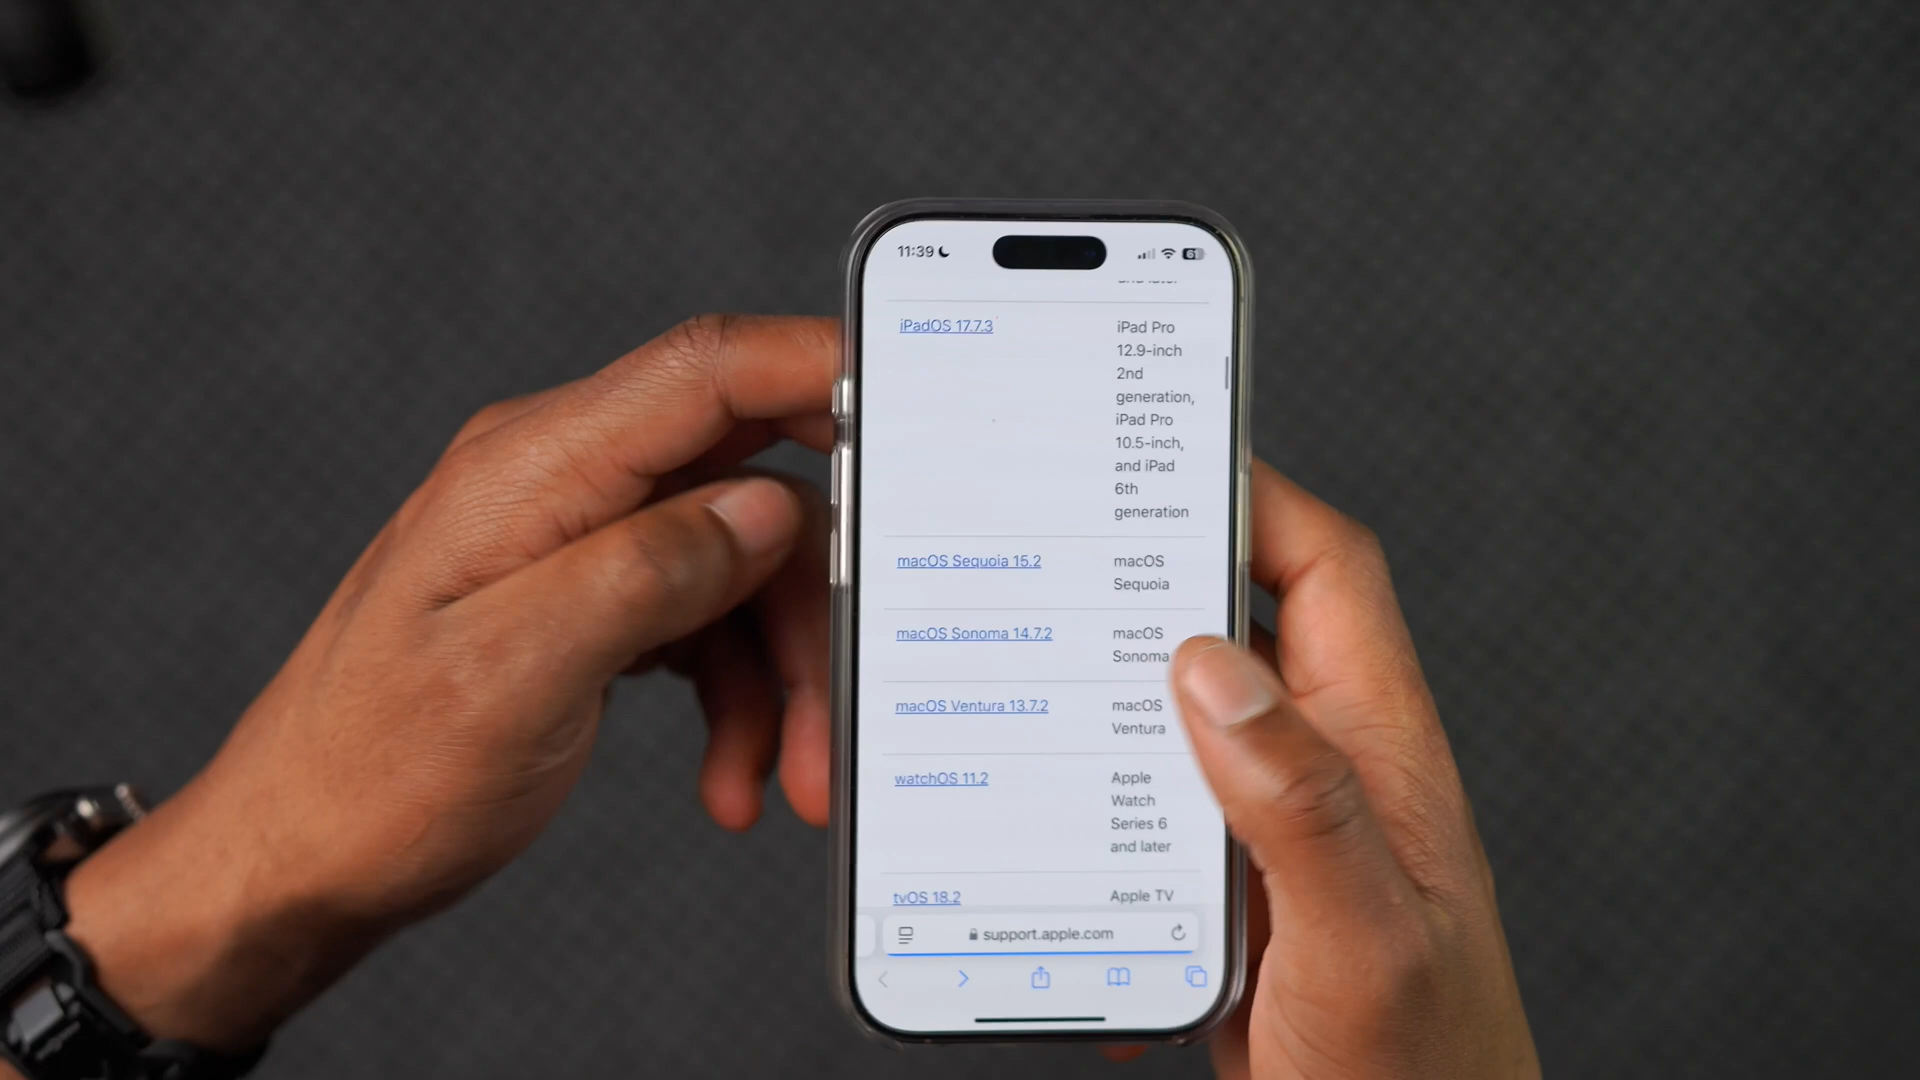 11:39
iPadOS 17.7.3
iPad Pro
12.9-inch
2nd
generation,
iPad Pro
10.5-inch,
and iPad
6th
generation
macOS Sequoia 15.2
macOS
Sequoia
macOS Sonoma 14.7.2
macOS
Sonoma
macOS Ventura 13.7.2
macOS
Ventura
watchOS 11.2
Apple
Watch
Series 6
and later
tvOS 18.2
Apple TV
support.apple.com